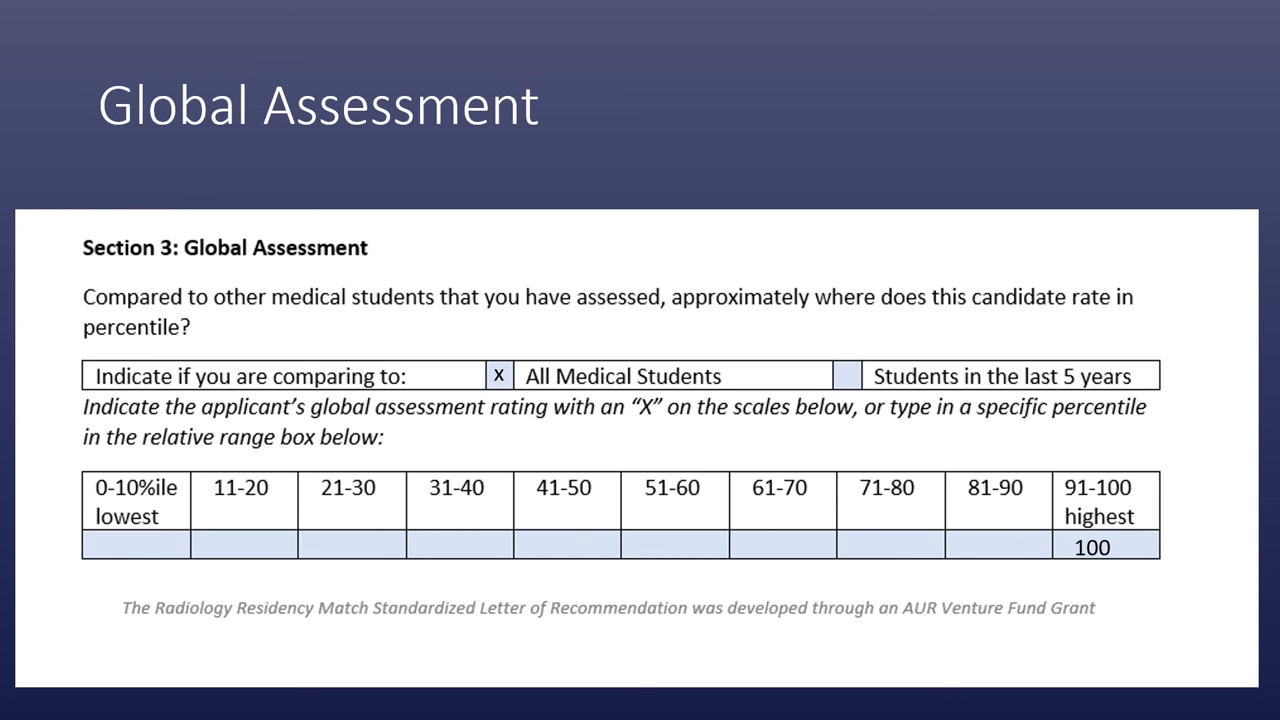 Global Assessment
Section 3: Global Assessment
Compared to other medical students that you have assessed, approximately where does this candidate rate in
percentile?
Indicate if you are comparing to: x All Medical Students Students in the last 5 years
Indicate the applicant's global assessment rating with an “X” on the scales below, or type in a specific percentile
in the relative range box below:
0-10%ile 11-20 21-30 31-40 41-50 51-60 61-70 71-80 81-90 91-100
lowest highest
100
The Radiology Residency Match Standardized Letter of Recommendation was developed through an AUR Venture Fund Grant